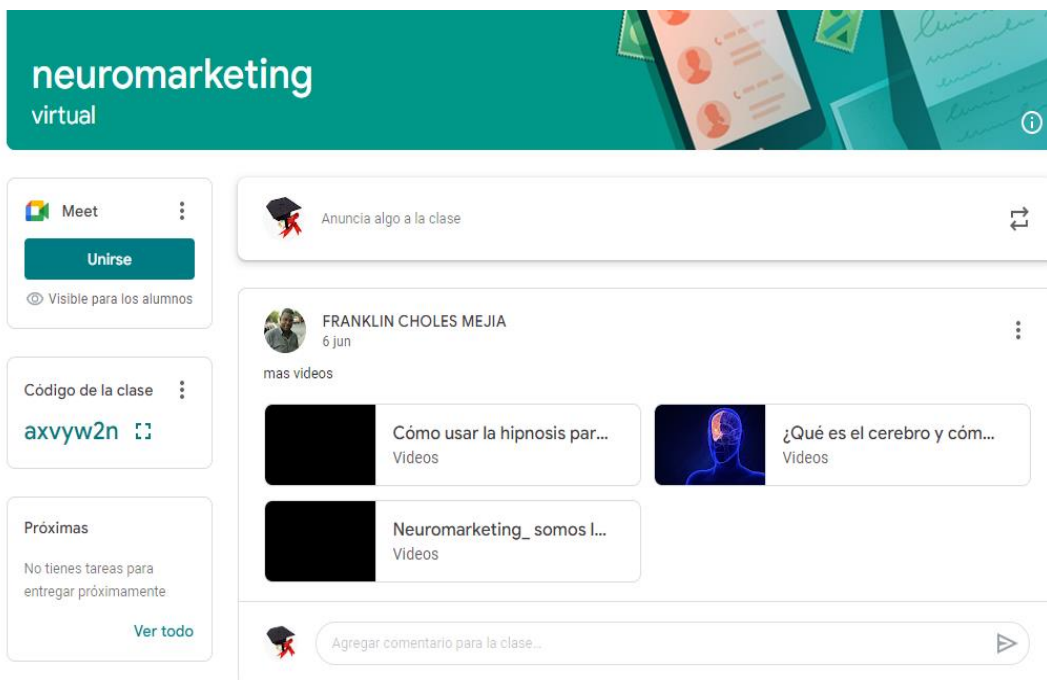 neuromarketing
virtual
Meet
Unirse
Visible para los alumnos
Código de la clase
axvyw2n
Próximas
No tienes tareas para
entregar próximamente
Ver todo
Anuncia algo a la clase
FRANKLIN CHOLES MEJIA
6 jun
mas videos
Cómo usar la hipnosis par...
Videos
¿Qué es el cerebro y cóm...
Videos
Neuromarketing_ somos l...
Videos
Agregar comentario para la clase...